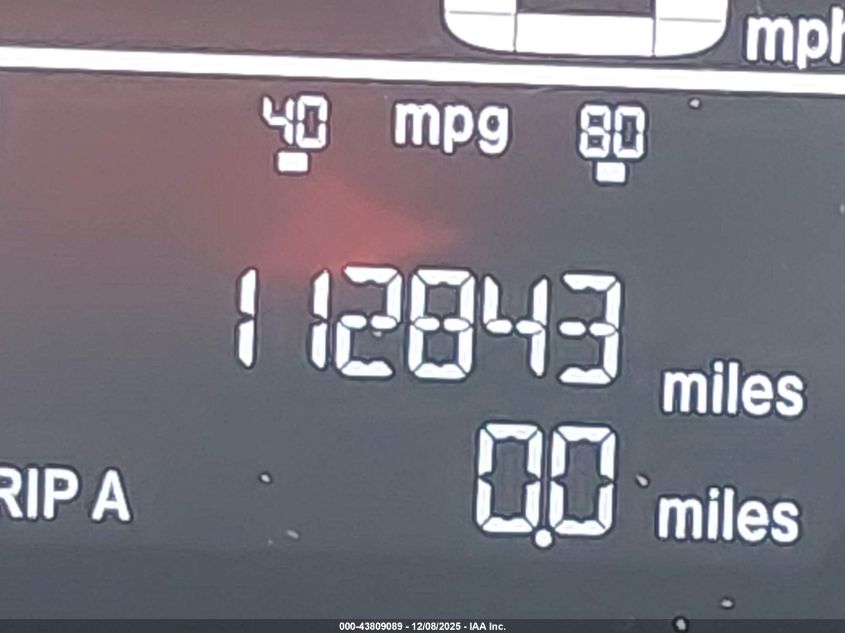 mph
40 mpg 80
112843 miles
0.0 miles
RIP A
000-43809089 - 12/08/2025 - IAA Inc.